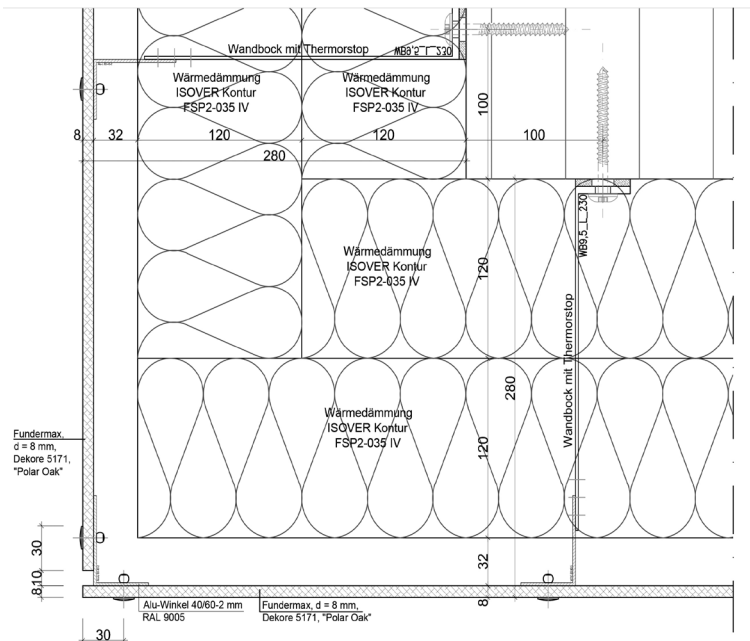 Wandbock mit Thermorstop
WB9,5_L_230
Wärmedämmung
ISOVER Kontur
FSP2-035 IV
Wärmedämmung
ISOVER Kontur
FSP2-035 IV
100
8
32
120
120
100
280
WB9,5_L_230
Wärmedämmung
ISOVER Kontur
FSP2-035 IV
120
280
Wandbock mit Thermorstop
Wärmedämmung
ISOVER Kontur
FSP2-035 IV
120
Fundermax,
d = 8 mm,
Dekore 5171,
"Polar Oak"
30
10
8
32
8
Alu-Winkel 40/60-2 mm
RAL 9005
Fundermax, d = 8 mm,
Dekore 5171, "Polar Oak"
30